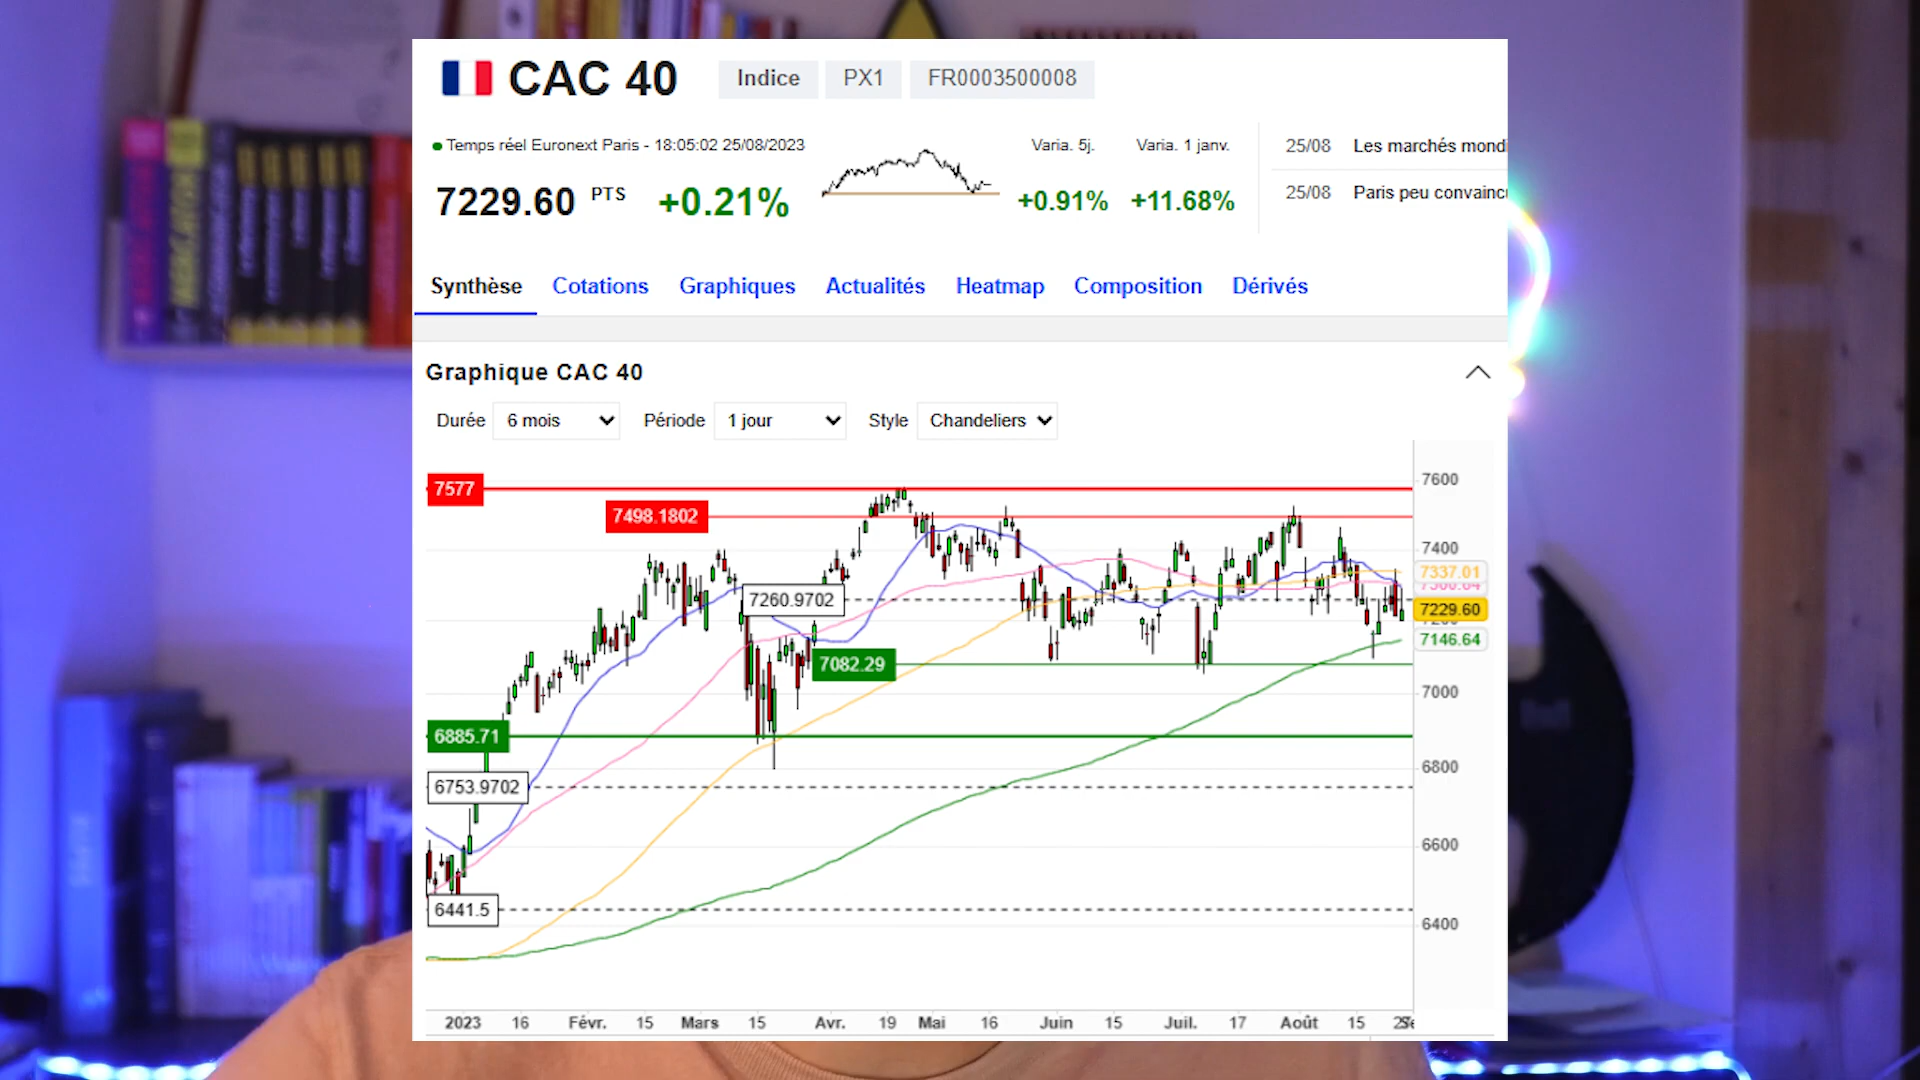 CAC 40 Indice PX1 FR0003500008
Temps réel Euronext Paris - 18:05:02 25/08/2023
7229.60 PTS +0.21%
Varia. 5j. Varia. 1 janv.
+0.91% +11.68%
25/08 Les marchés mondi
25/08 Paris peu convaincu
Synthèse Cotations Graphiques Actualités Heatmap Composition Dérivés
Graphique CAC 40
Durée 6 mois Période 1 jour Style Chandeliers
7577
7498.1802
7260.9702
7082.29
6885.71
6753.9702
6441.5
7600
7400
7337.01
7229.60
7146.64
7000
6800
6600
6400
2023 16 Févr. 15 Mars 15 Avr. 19 Mai 16 Juin 15 Juil. 17 Août 15